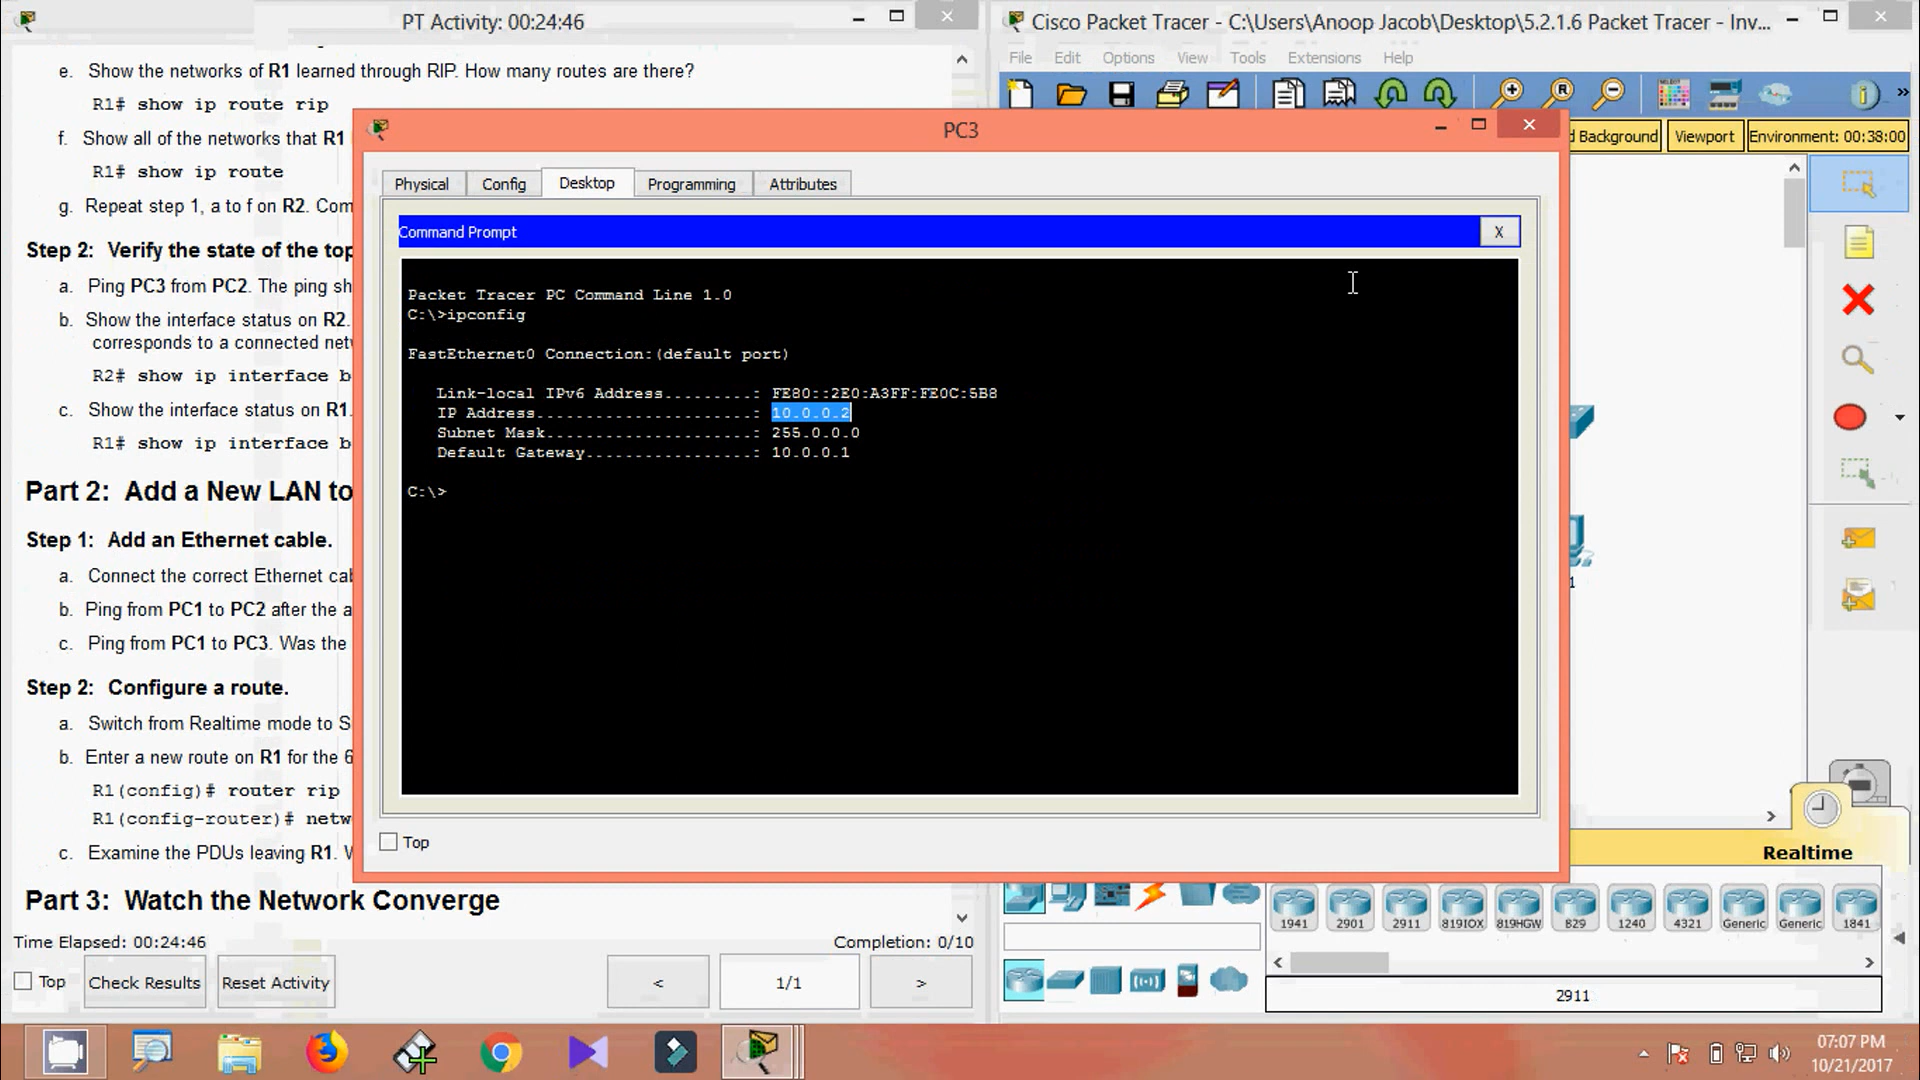 PT Activity: 00:24:46
e. Show the networks of R1 learned through RIP. How many routes are there?
R1# show ip route rip
f. Show all of the networks that R1
R1# show ip route
g. Repeat step 1, a to f on R2. Com
Step 2: Verify the state of the top
a. Ping PC3 from PC2. The ping sh
b. Show the interface status on R2.
corresponds to a connected netw
R2# show ip interface b
c. Show the interface status on R1.
R1# show ip interface b
Part 2: Add a New LAN to
Step 1: Add an Ethernet cable.
a. Connect the correct Ethernet cab
b. Ping from PC1 to PC2 after the a
c. Ping from PC1 to PC3. Was the
Step 2: Configure a route.
a. Switch from Realtime mode to S
b. Enter a new route on R1 for the 6
R1(config)# router rip
R1(config-router)# netw
c. Examine the PDUs leaving R1. W
Part 3: Watch the Network Converge
Time Elapsed: 00:24:46
Completion: 0/10
Top
Check Results
Reset Activity
<
1/1
>
Cisco Packet Tracer - C:\Users\Anoop Jacob\Desktop\5.2.1.6 Packet Tracer - Inv...
File Edit Options View Tools Extensions Help
d Background
Viewport
Environment: 00:38:00
PC3
Physical
Config
Desktop
Programming
Attributes
Command Prompt
X
Packet Tracer PC Command Line 1.0
C:\>ipconfig
FastEthernet0 Connection:(default port)
Link-local IPv6 Address.........: FE80::2E0:A3FF:FE0C:5B8
IP Address......................: 10.0.0.2
Subnet Mask.....................: 255.0.0.0
Default Gateway.................: 10.0.0.1
C:\>
Top
1
Realtime
1941
2901
2911
819IOX
819HGW
829
1240
4321
Generic
Generic
1841
2911
07:07 PM
10/21/2017